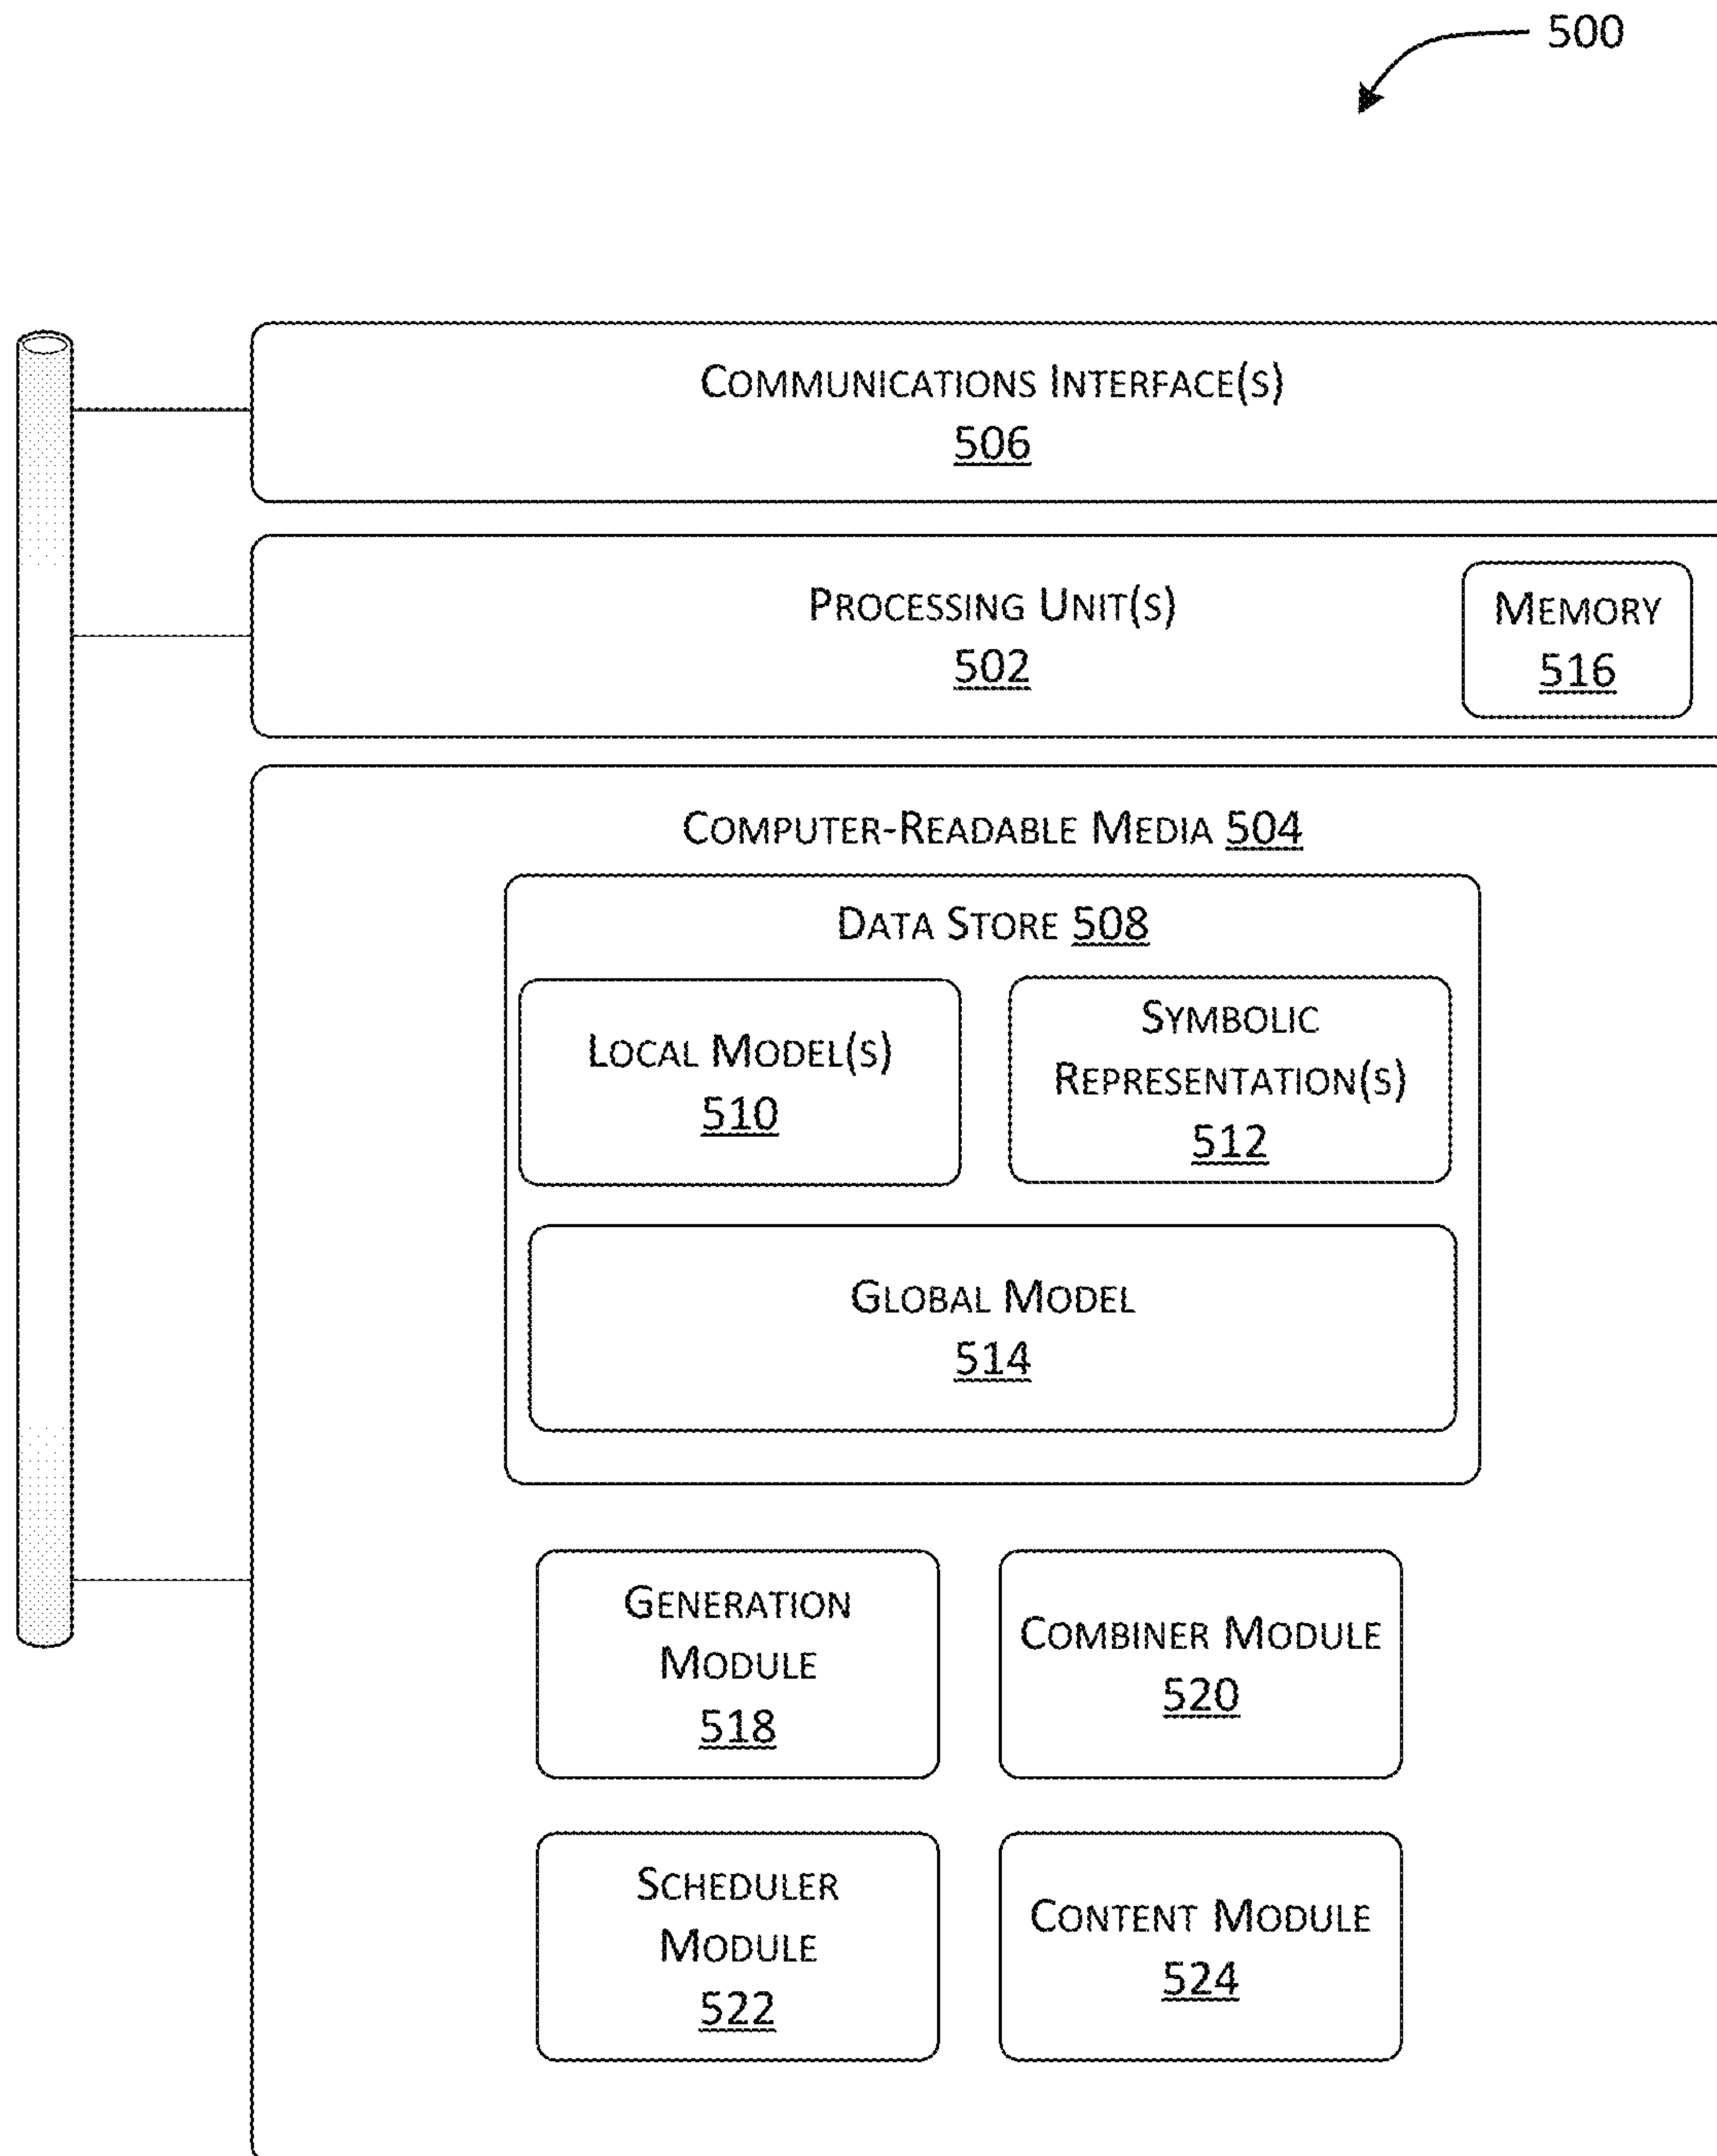 500
COMMUNICATIONS INTERFACE(S)
506
PROCESSING UNIT(S)
502
MEMORY
516
COMPUTER-READABLE MEDIA 504
DATA STORE 508
LOCAL MODEL(S)
510
SYMBOLIC
REPRESENTATION(S)
512
GLOBAL MODEL
514
GENERATION
MODULE
518
COMBINER MODULE
520
SCHEDULER
MODULE
522
CONTENT MODULE
524